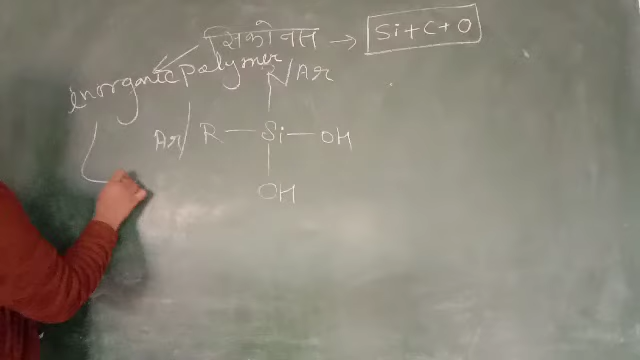 सिकोनस → Si + C + O
inorganic polymer
R/Ar
Ar/R — Si — OH
OH